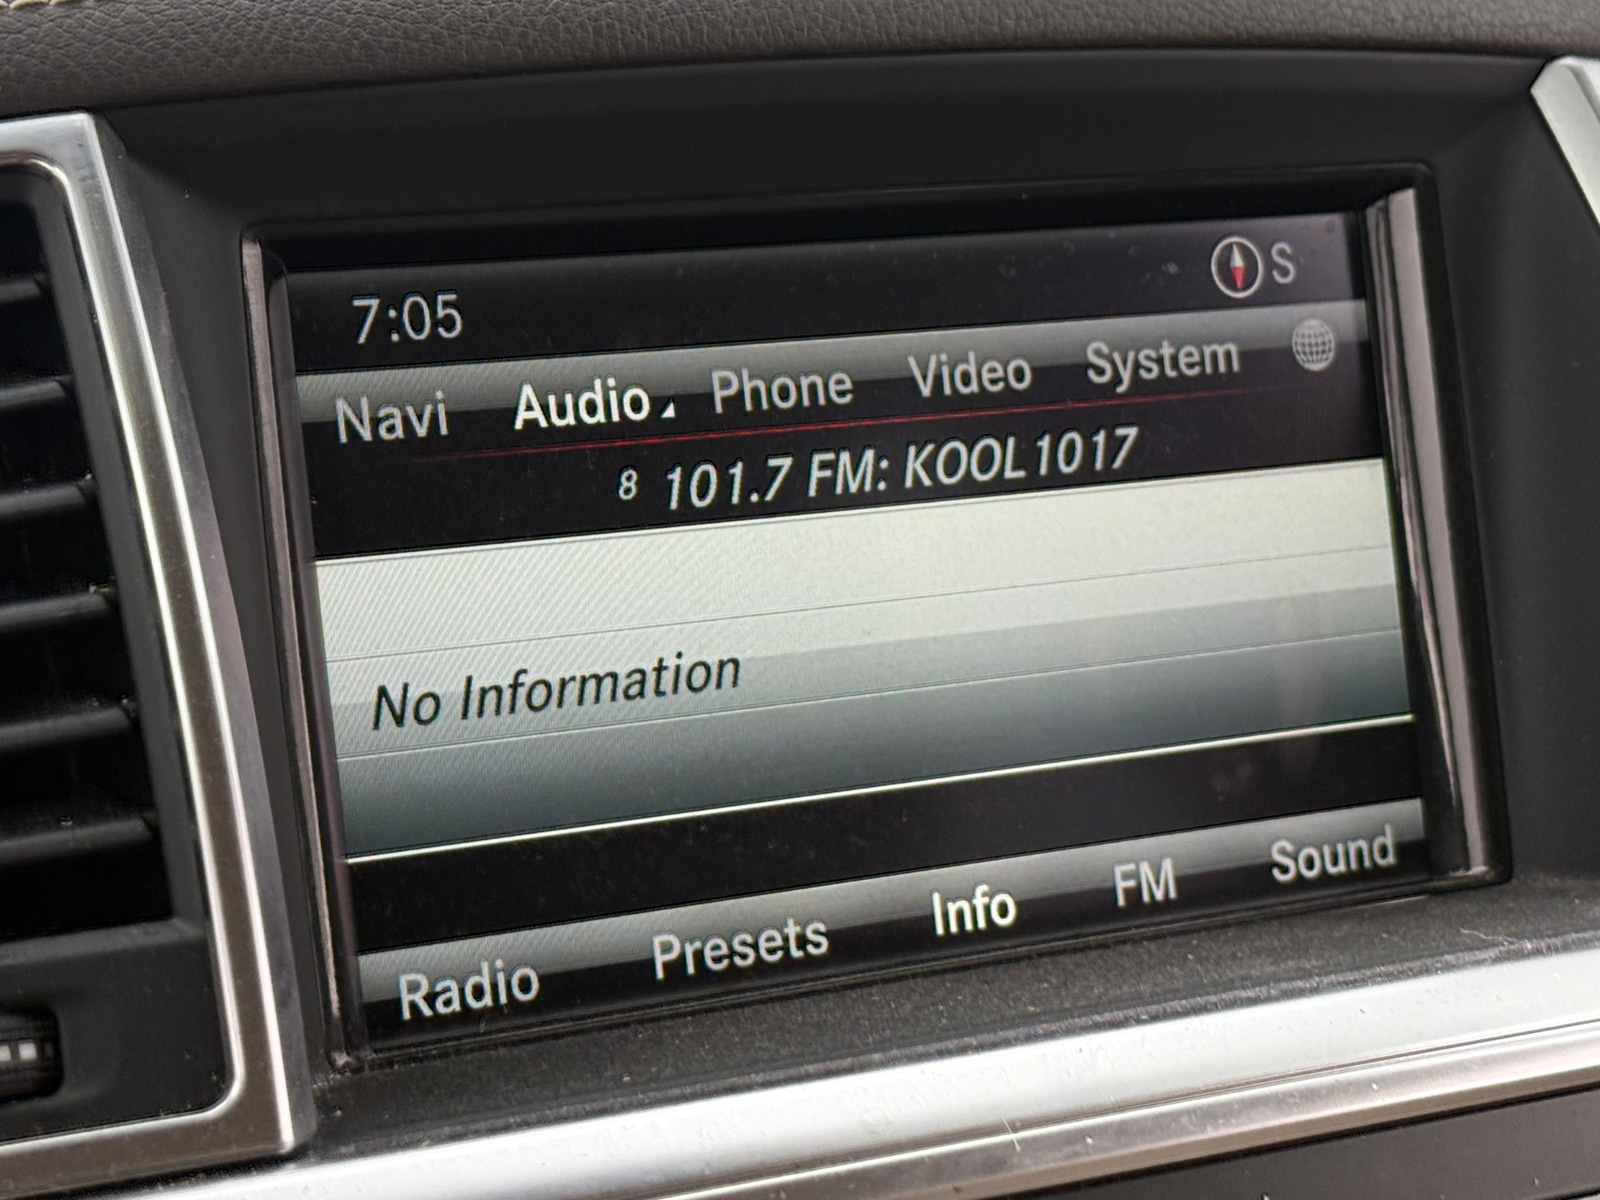 7:05 S
Navi Audio Phone Video System
8 101.7 FM: KOOL1017
No Information
Radio Presets Info FM Sound